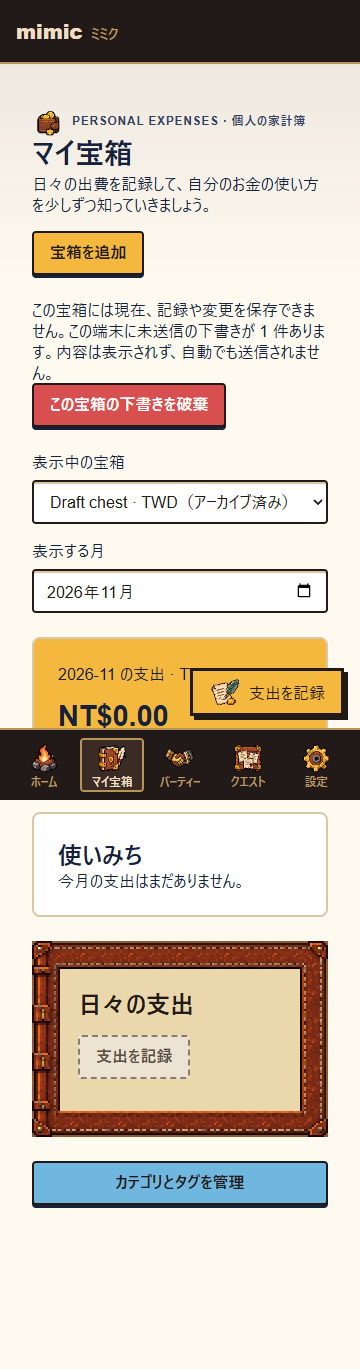 mimic ミミク
PERSONAL EXPENSES · 個人の家計簿
マイ宝箱
日々の出費を記録して、自分のお金の使い方
を少しずつ知っていきましょう。
宝箱を追加
この宝箱には現在、記録や変更を保存できま
せん。この端末に未送信の下書きが 1 件ありま
す。内容は表示されず、自動でも送信されませ
ん。
この宝箱の下書きを破棄
表示中の宝箱
Draft chest · TWD（アーカイブ済み）
表示する月
2026年11月
2026-11 の支出 · T
支出を記録
NT$0.00
ホーム
マイ宝箱
パーティー
クエスト
設定
使いみち
今月の支出はまだありません。
日々の支出
支出を記録
カテゴリとタグを管理